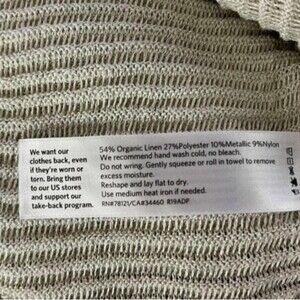 We want our
clothes back, even
if they're worn or
torn. Bring them
to our US stores
and support our
take-back program.
54% Organic Linen 27%Polyester 10%Metallic 9%Nylon
We recommend hand wash cold, no bleach.
Do not wring. Gently squeeze or roll in towel to remove
excess moisture.
Reshape and lay flat to dry.
Use medium heat iron if needed.
RN#78121/CA#34460 R19ADP